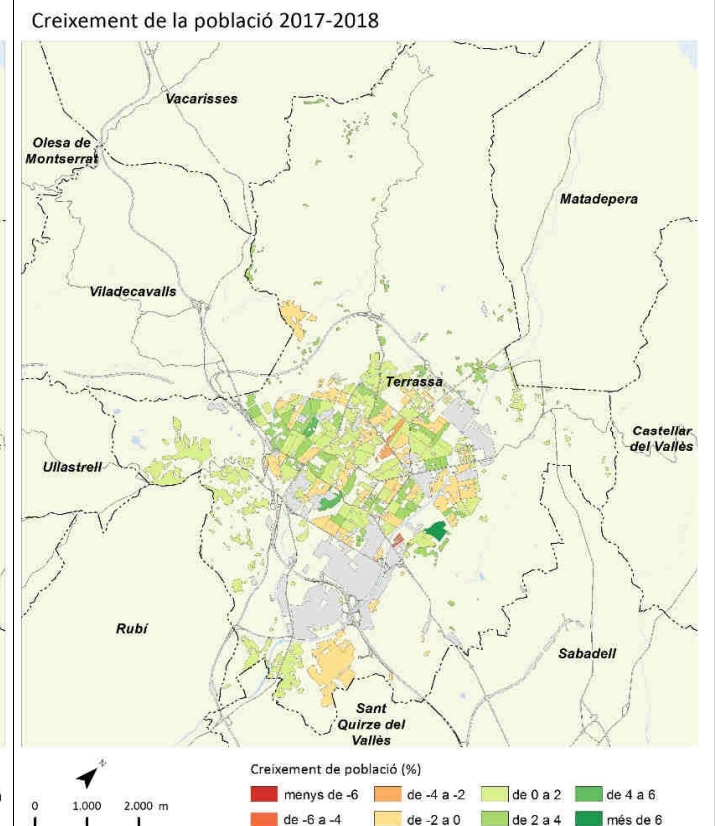 Creixement de la població 2017-2018
Vacarisses
Olesa de
Montserrat
Matadepera
Viladecavalls
Terrassa
Castellar
del Vallès
Ullastrell
Rubí
Sabadell
Sant
Quirze del
Vallès
N
Creixement de població (%)
menys de -6
de -4 a -2
de 0 a 2
de 4 a 6
0 1.000 2.000 m
de -6 a -4
de -2 a 0
de 2 a 4
més de 6